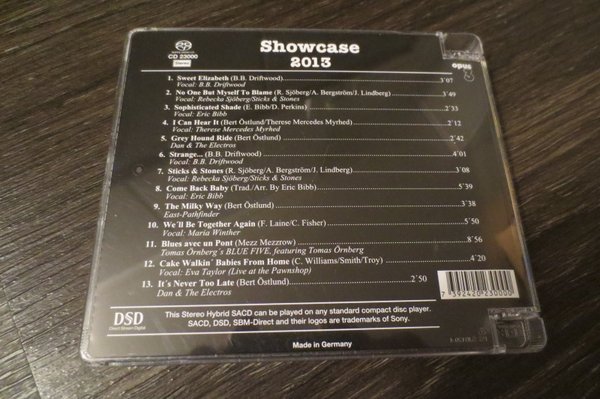 SUPER AUDIO CD
CD 23000
Stereo
Showcase
2013
opus 3
1. Sweet Elizabeth (B.B. Driftwood) 3´07
Vocal: B.B. Driftwood
2. No One But Myself To Blame (R. Sjöberg/A. Bergström/J. Lindberg) 3´49
Vocal: Rebecka Sjöberg/Sticks & Stones
3. Sophisticated Shade (E. Bibb/D. Perkins) 2´33
Vocal: Eric Bibb
4. I Can Hear It (Bert Östlund/Therese Mercedes Myrhed) 2´12
Vocal: Therese Mercedes Myrhed
5. Grey Hound Ride (Bert Östlund) 2´42
Dan & The Electros
6. Strange... (B.B. Driftwood) 4´01
Vocal: B.B. Driftwood
7. Sticks & Stones (R. Sjöberg/A. Bergström/J. Lindberg) 3´08
Vocal: Rebecka Sjöberg/Sticks & Stones
8. Come Back Baby (Trad./Arr. By Eric Bibb) 5´39
Vocal: Eric Bibb
9. The Milky Way (Bert Östlund) 3´38
East-Pathfinder
10. We´ll Be Together Again (F. Laine/C. Fisher) 5´50
Vocal: Maria Winther
11. Blues avec un Pont (Mezz Mezzrow) 8´56
Tomas Örnberg´s BLUE FIVE, featuring Tomas Örnberg
12. Cake Walkin´ Babies From Home (C. Williams/Smith/Troy) 4´20
Vocal: Eva Taylor (Live at the Pawnshop)
13. It´s Never Too Late (Bert Östlund) 2´50
Dan & The Electros
7 392420 230000
DSD
Direct Stream Digital
This Stereo Hybrid SACD can be played on any standard compact disc player.
SACD, DSD, SBM-Direct and their logos are trademarks of Sony.
Made in Germany